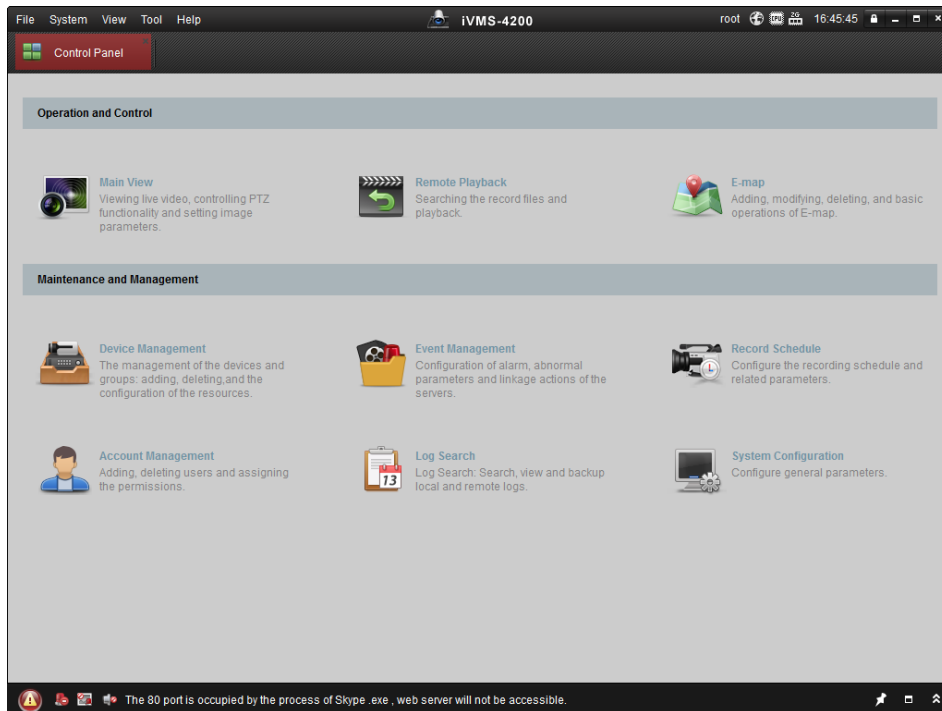 File System View Tool Help iVMS-4200 root 2G 16:45:45
Control Panel
Operation and Control
Main View
Viewing live video, controlling PTZ
functionality and setting image
parameters.
Remote Playback
Searching the record files and
playback.
E-map
Adding, modifying, deleting, and basic
operations of E-map.
Maintenance and Management
Device Management
The management of the devices and
groups: adding, deleting,and the
configuration of the resources.
Event Management
Configuration of alarm, abnormal
parameters and linkage actions of the
servers.
Record Schedule
Configure the recording schedule and
related parameters.
Account Management
Adding, deleting users and assigning
the permissions.
13
Log Search
Log Search: Search, view and backup
local and remote logs.
System Configuration
Configure general parameters.
The 80 port is occupied by the process of Skype .exe , web server will not be accessible.